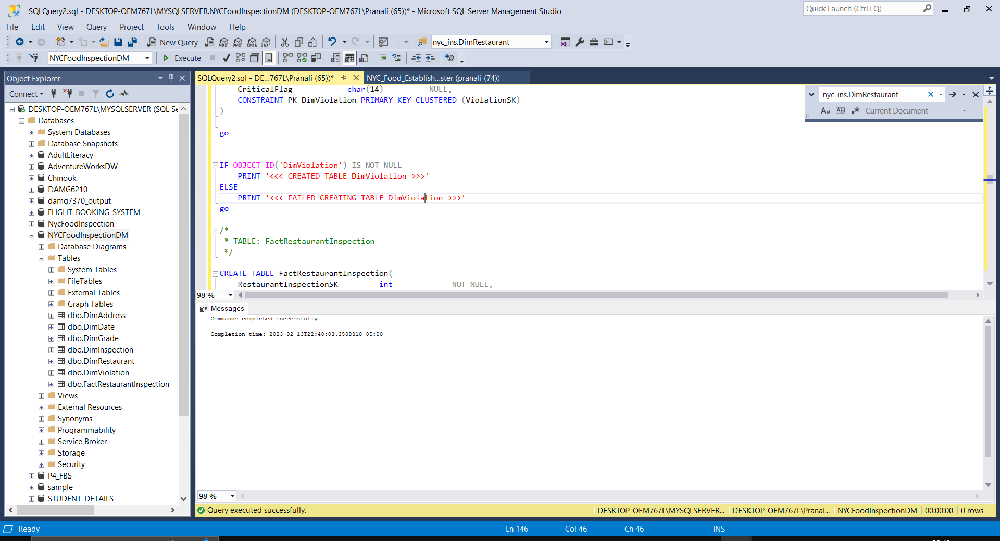 SQLQuery2.sql - DESKTOP-OEM767L\MYSQLSERVER.NYCFoodInspectionDM (DESKTOP-OEM767L\Pranali (65))* - Microsoft SQL Server Management Studio
Quick Launch (Ctrl+Q)
File Edit View Query Project Tools Window Help
New Query MDX DMX XMLA DAX nyc_ins.DimRestaurant
NYCFoodInspectionDM Execute
Object Explorer
Connect
DESKTOP-OEM767L\MYSQLSERVER (SQL Se
Databases
System Databases
Database Snapshots
AdultLiteracy
AdventureWorksDW
Chinook
DAMG6210
damg7370_output
FLIGHT_BOOKING_SYSTEM
NycFoodInspection
NYCFoodInspectionDM
Database Diagrams
Tables
System Tables
FileTables
External Tables
Graph Tables
dbo.DimAddress
dbo.DimDate
dbo.DimGrade
dbo.DimInspection
dbo.DimRestaurant
dbo.DimViolation
dbo.FactRestaurantInspection
Views
External Resources
Synonyms
Programmability
Service Broker
Storage
Security
P4_FBS
sample
STUDENT_DETAILS
SQLQuery2.sql - DE...767L\Pranali (65))* NYC_Food_Establish...ster (pranali (74))
CriticalFlag char(14) NULL,
CONSTRAINT PK_DimViolation PRIMARY KEY CLUSTERED (ViolationSK)
)
go
IF OBJECT_ID('DimViolation') IS NOT NULL
PRINT '<<< CREATED TABLE DimViolation >>>'
ELSE
PRINT '<<< FAILED CREATING TABLE DimViolation >>>'
go
/*
* TABLE: FactRestaurantInspection
*/
CREATE TABLE FactRestaurantInspection(
RestaurantInspectionSK int NOT NULL,
nyc_ins.DimRestaurant
Aa Abl .* Current Document
98 %
Messages
Commands completed successfully.
Completion time: 2023-02-13T22:40:03.3508818-05:00
98 %
Query executed successfully. DESKTOP-OEM767L\MYSQLSERVER... DESKTOP-OEM767L\Pranal... NYCFoodInspectionDM 00:00:00 0 rows
Ready Ln 146 Col 46 Ch 46 INS